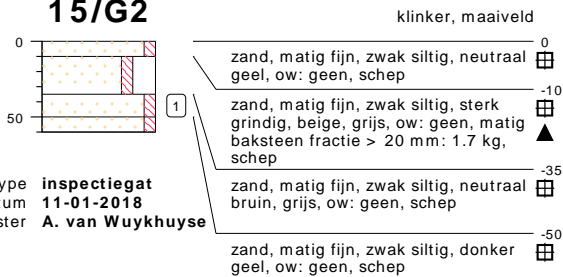 15/G2
klinker, maaiveld
0
0
zand, matig fijn, zwak siltig, neutraal
geel, ow: geen, schep
-10
zand, matig fijn, zwak siltig, sterk
grindig, beige, grijs, ow: geen, matig
baksteen fractie > 20 mm: 1.7 kg,
schep
1
50
-35
zand, matig fijn, zwak siltig, neutraal
bruin, grijs, ow: geen, schep
ype inspectiegat
tum 11-01-2018
ster A. van Wuykhuyse
-50
zand, matig fijn, zwak siltig, donker
geel, ow: geen, schep